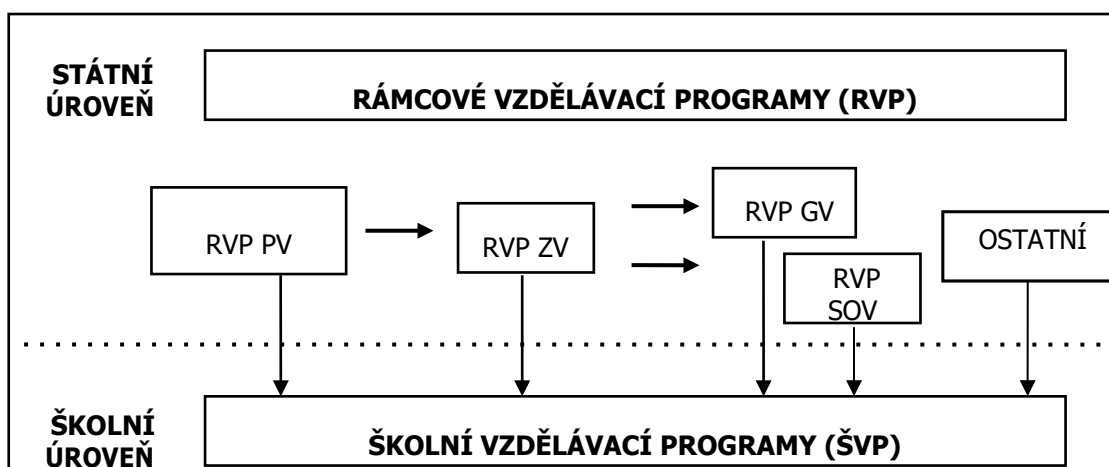 STÁTNÍ
ÚROVEŇ
RÁMCOVÉ VZDĚLÁVACÍ PROGRAMY (RVP)
RVP PV
RVP ZV
RVP GV
RVP
SOV
OSTATNÍ
ŠKOLNÍ
ÚROVEŇ
ŠKOLNÍ VZDĚLÁVACÍ PROGRAMY (ŠVP)